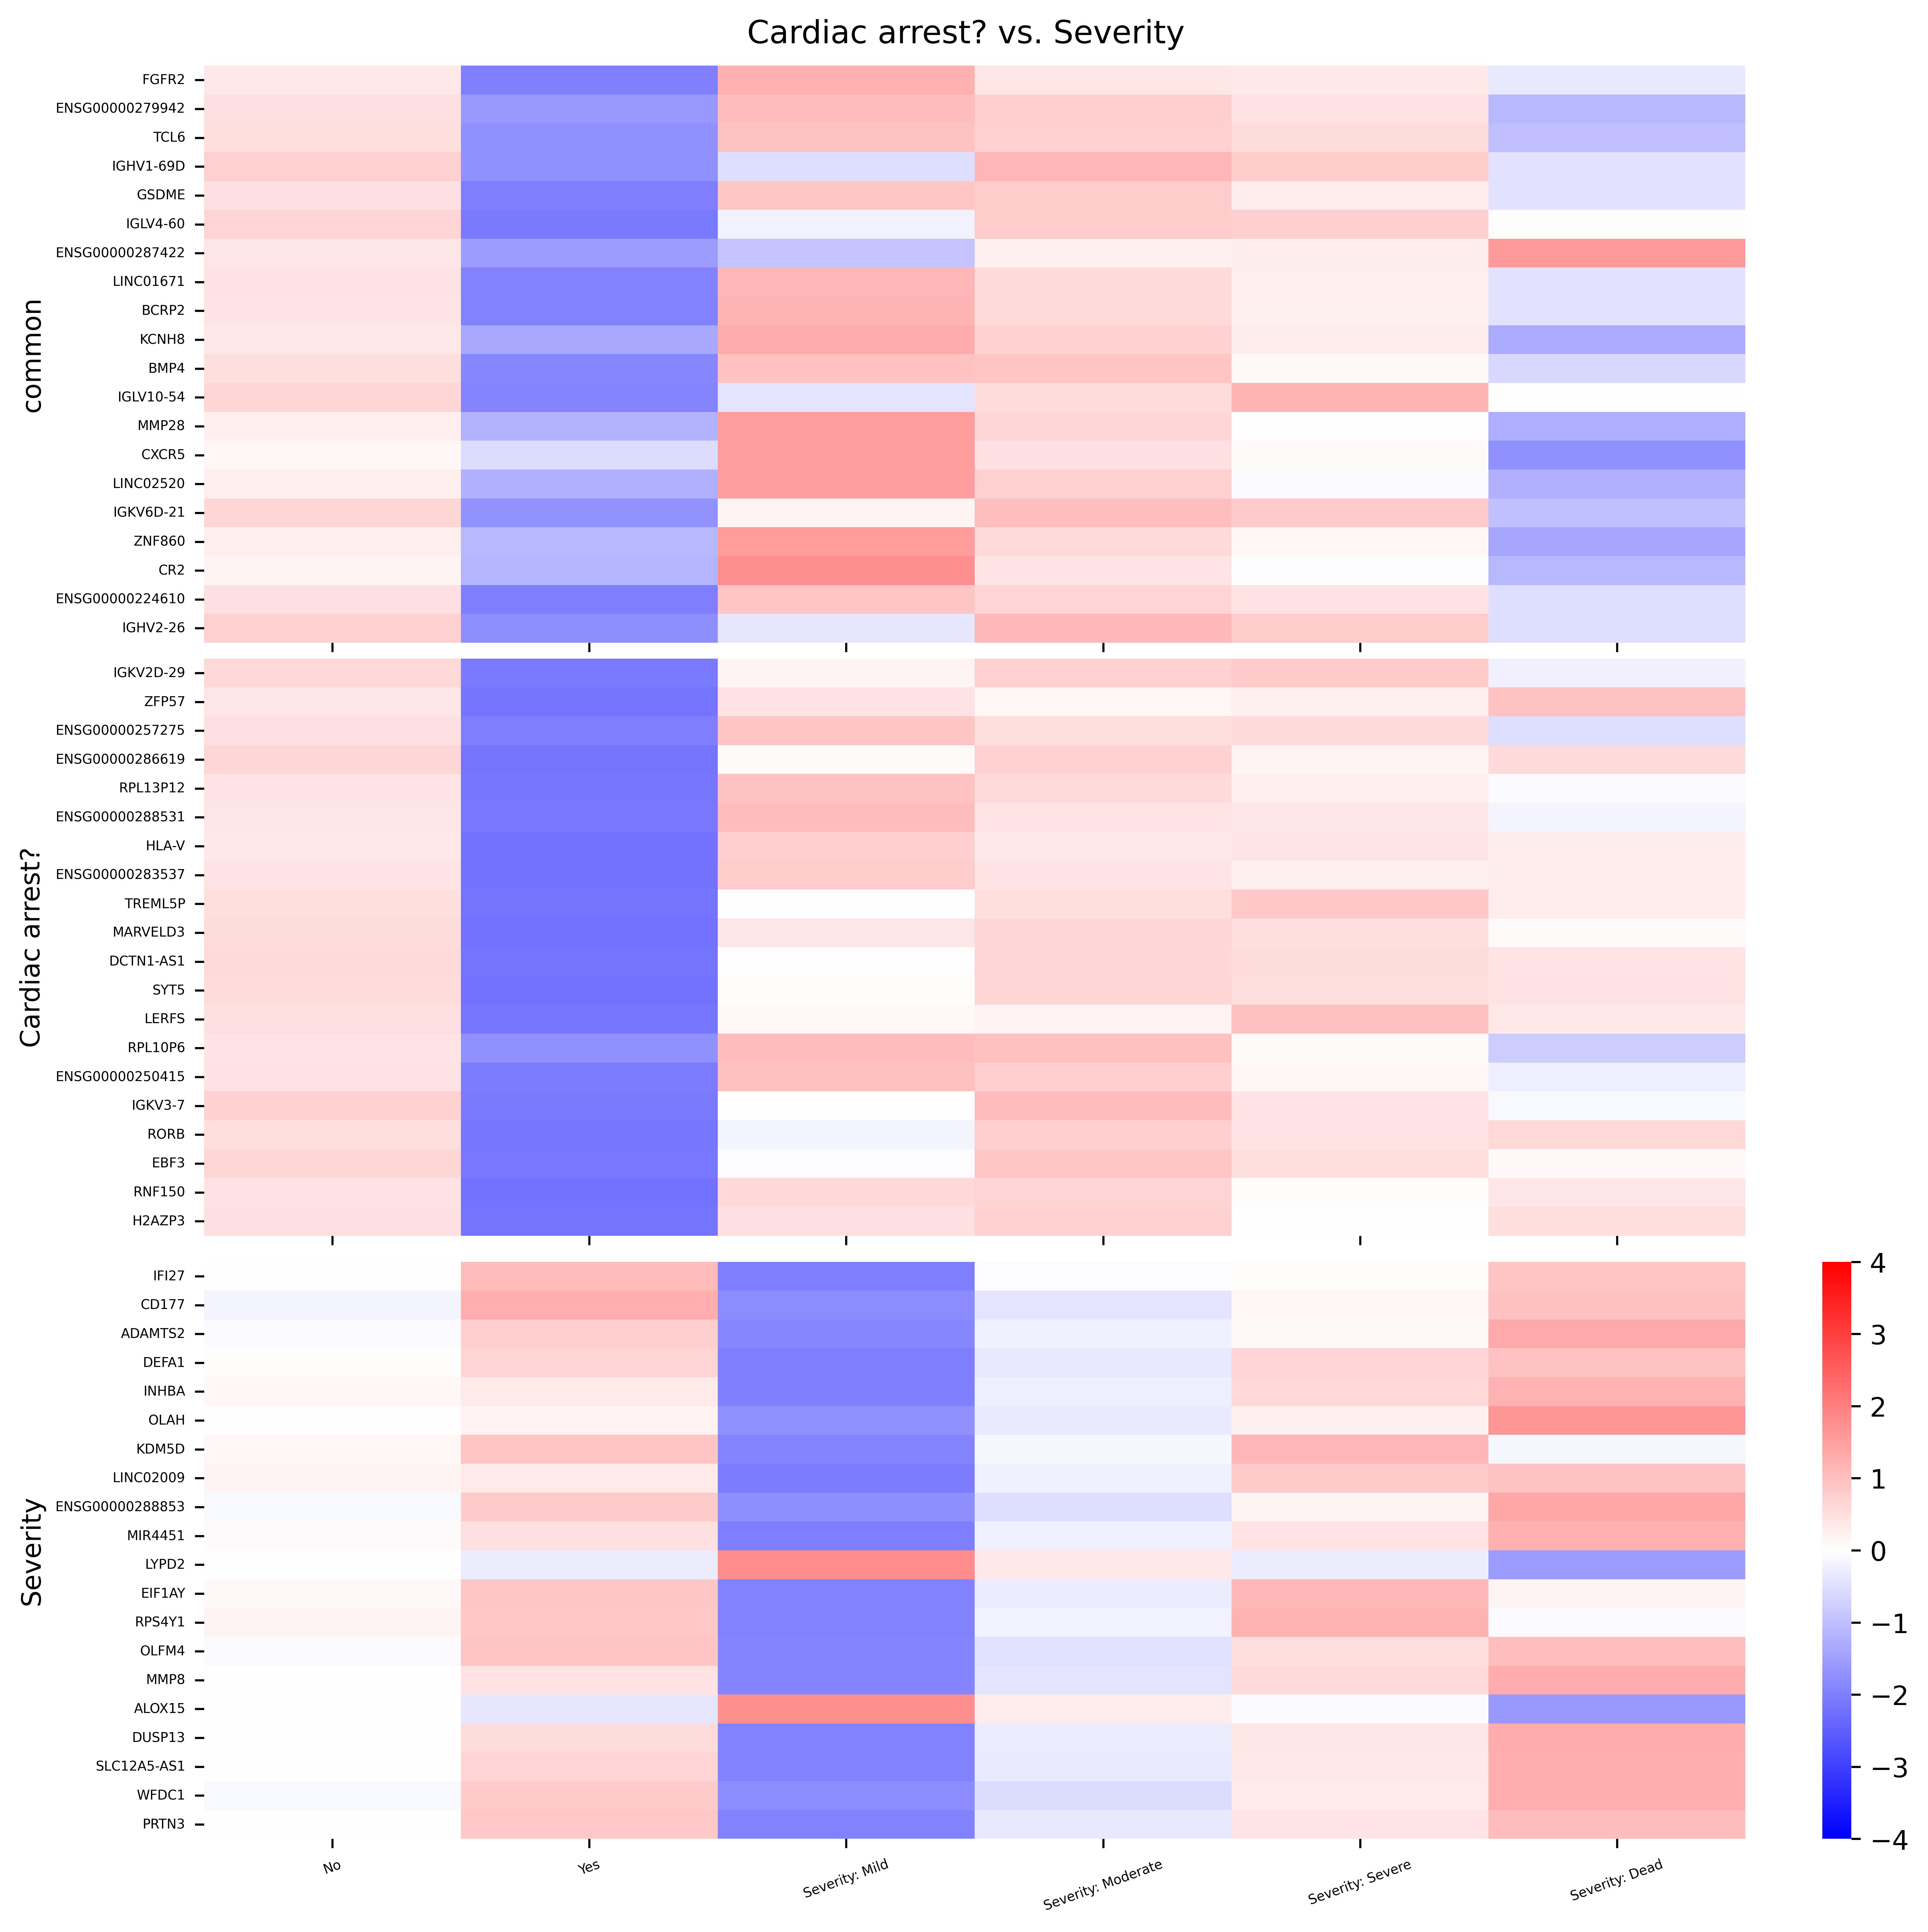 Cardiac arrest? vs. Severity
common
FGFR2
ENSG00000279942
TCL6
IGHV1-69D
GSDME
IGLV4-60
ENSG00000287422
LINC01671
BCRP2
KCNH8
BMP4
IGLV10-54
MMP28
CXCR5
LINC02520
IGKV6D-21
ZNF860
CR2
ENSG00000224610
IGHV2-26
Cardiac arrest?
IGKV2D-29
ZFP57
ENSG00000257275
ENSG00000286619
RPL13P12
ENSG00000288531
HLA-V
ENSG00000283537
TREML5P
MARVELD3
DCTN1-AS1
SYT5
LERFS
RPL10P6
ENSG00000250415
IGKV3-7
RORB
EBF3
RNF150
H2AZP3
Severity
IFI27
CD177
ADAMTS2
DEFA1
INHBA
OLAH
KDM5D
LINC02009
ENSG00000288853
MIR4451
LYPD2
EIF1AY
RPS4Y1
OLFM4
MMP8
ALOX15
DUSP13
SLC12A5-AS1
WFDC1
PRTN3
No
Yes
Severity: Mild
Severity: Moderate
Severity: Severe
Severity: Dead
4
3
2
1
0
−1
−2
−3
−4